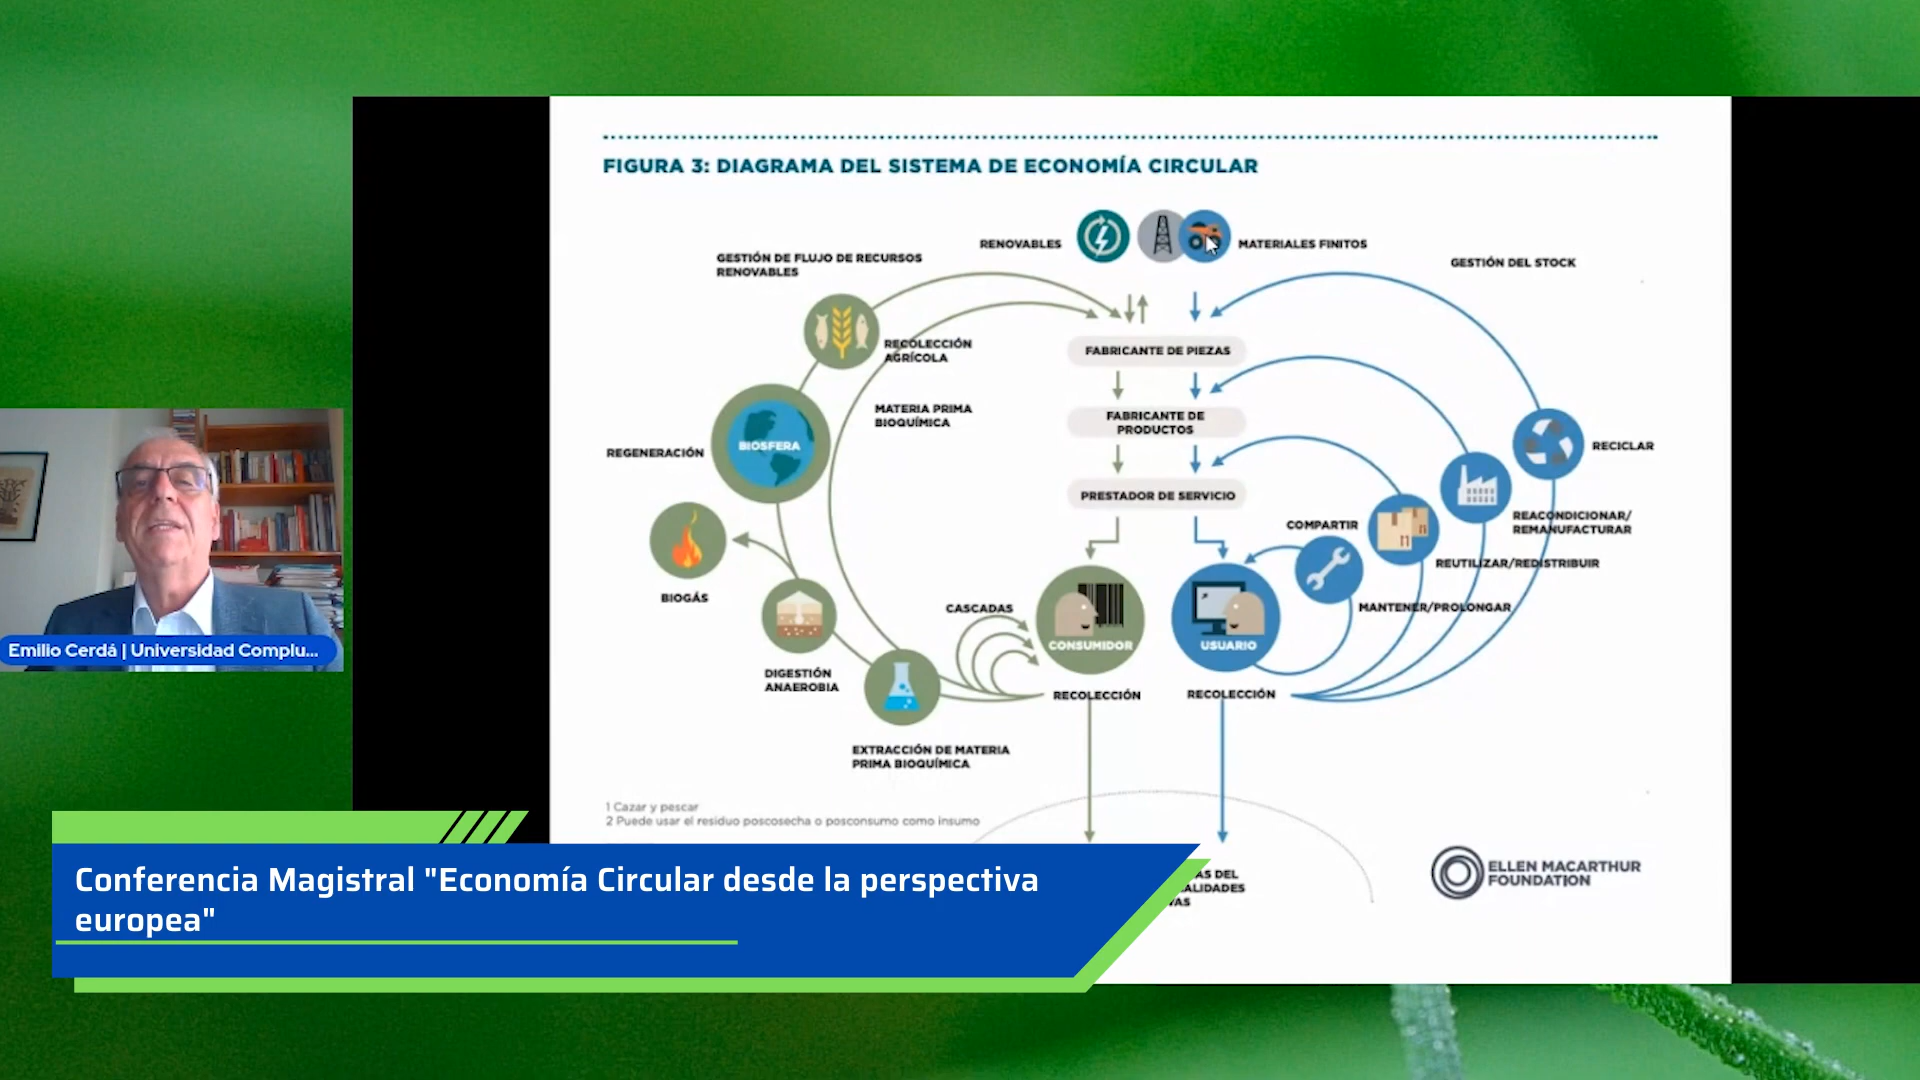 FIGURA 3: DIAGRAMA DEL SISTEMA DE ECONOMÍA CIRCULAR
RENOVABLES
MATERIALES FINITOS
GESTIÓN DE FLUJO DE RECURSOS
RENOVABLES
GESTIÓN DEL STOCK
RECOLECCIÓN
AGRÍCOLA
FABRICANTE DE PIEZAS
MATERIA PRIMA
BIOQUÍMICA
FABRICANTE DE
PRODUCTOS
BIOSFERA
REGENERACIÓN
RECICLAR
PRESTADOR DE SERVICIO
COMPARTIR
REACONDICIONAR/
REMANUFACTURAR
REUTILIZAR/REDISTRIBUIR
BIOGÁS
CASCADAS
MANTENER/PROLONGAR
CONSUMIDOR
USUARIO
DIGESTIÓN
ANAEROBIA
RECOLECCIÓN
RECOLECCIÓN
EXTRACCIÓN DE MATERIA
PRIMA BIOQUÍMICA
1 Cazar y pescar
2 Puede usar el residuo poscosecha o posconsumo como insumo
ELLEN MACARTHUR
FOUNDATION
AS DEL
ALIDADES
VAS
Emilio Cerdá | Universidad Complu...
Conferencia Magistral "Economía Circular desde la perspectiva
europea"